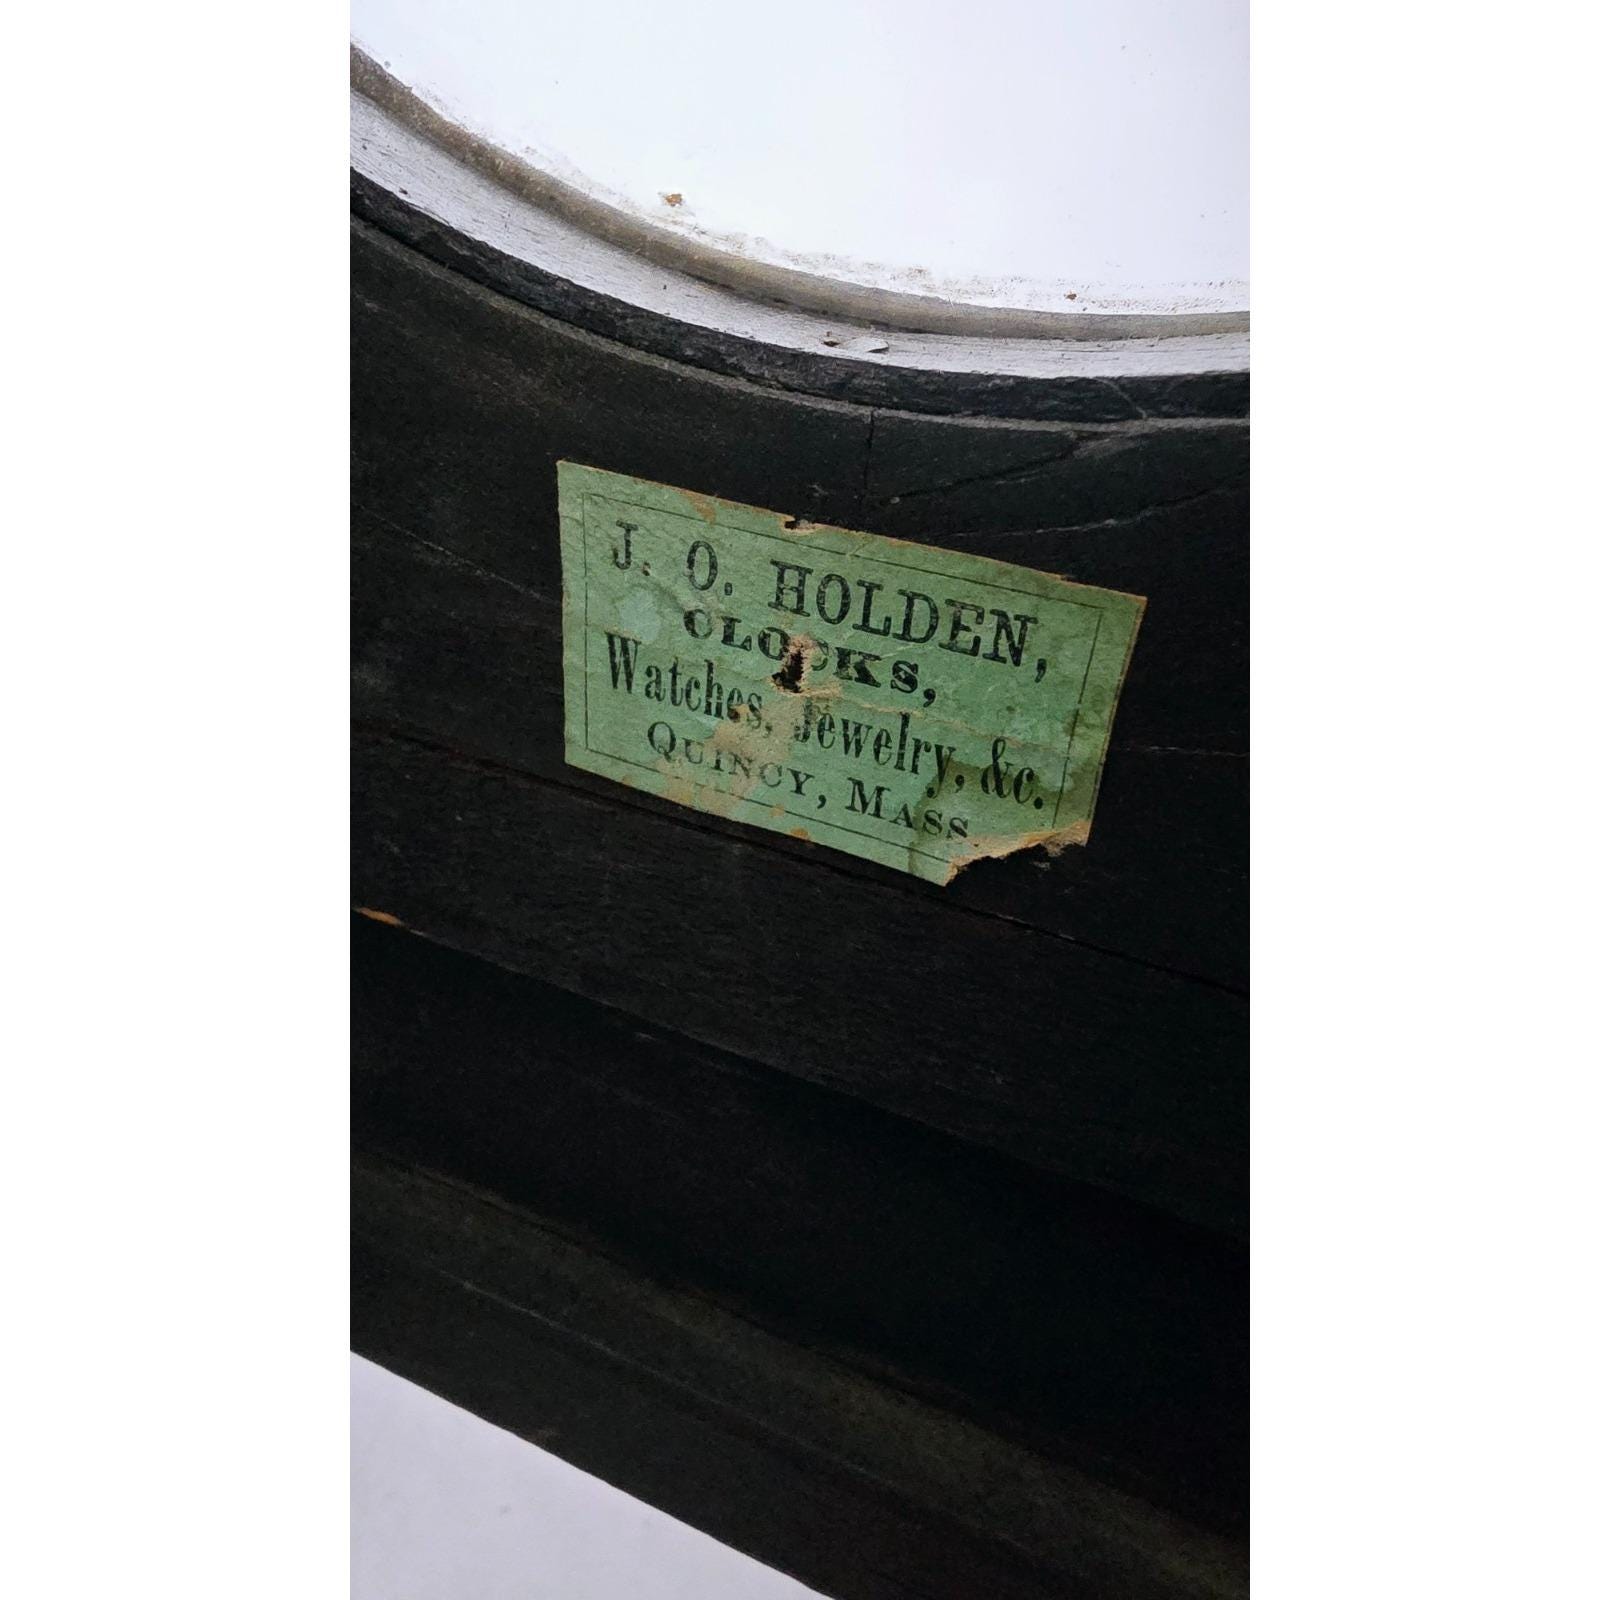 J. O. HOLDEN,
CLOCKS,
Watches, Jewelry, &c.
QUINCY, MASS